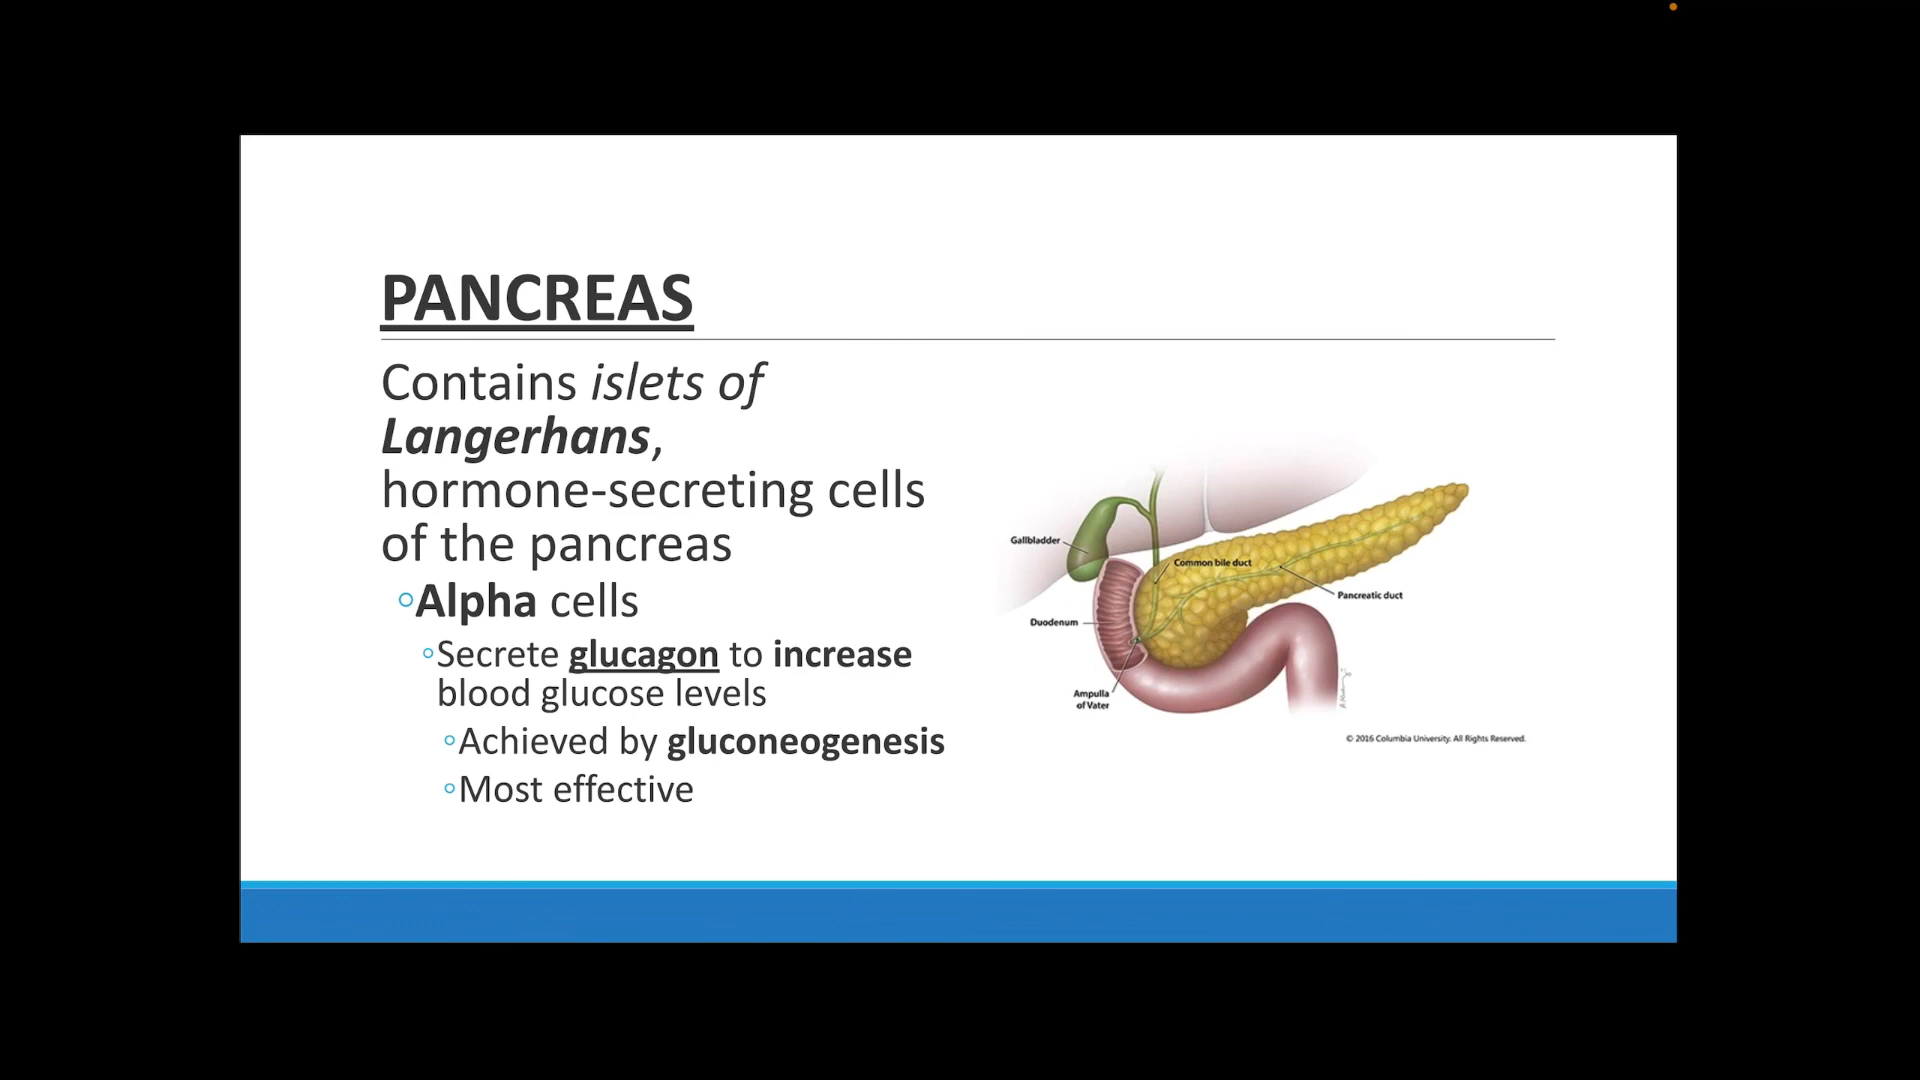 PANCREAS
Contains islets of
Langerhans,
hormone-secreting cells
of the pancreas
◦Alpha cells
◦Secrete glucagon to increase
blood glucose levels
◦Achieved by gluconeogenesis
◦Most effective
Gallbladder
Common bile duct
Pancreatic duct
Duodenum
Ampulla
of Vater
© 2016 Columbia University. All Rights Reserved.